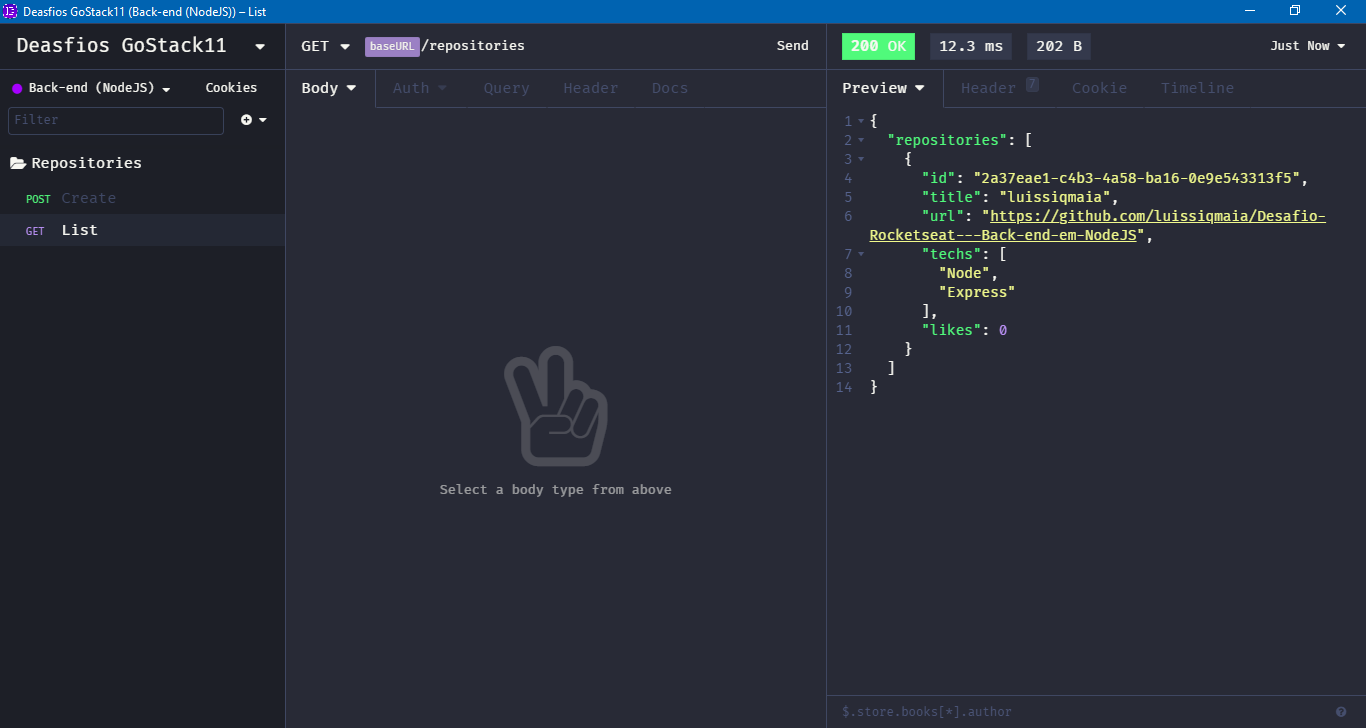 Deasfios GoStack11 (Back-end (NodeJS)) – List
Deasfios GoStack11
Back-end (NodeJS)
Cookies
Filter
Repositories
POST Create
GET List
GET baseURL/repositories
Send
Body Auth Query Header Docs
Select a body type from above
200 OK 12.3 ms 202 B Just Now
Preview Header 7 Cookie Timeline
1 {
2 "repositories": [
3 {
4 "id": "2a37eae1-c4b3-4a58-ba16-0e9e543313f5",
5 "title": "luissiqmaia",
6 "url": "https://github.com/luissiqmaia/Desafio-
Rocketseat---Back-end-em-NodeJS",
7 "techs": [
8 "Node",
9 "Express"
10 ],
11 "likes": 0
12 }
13 ]
14 }
$.store.books[*].author